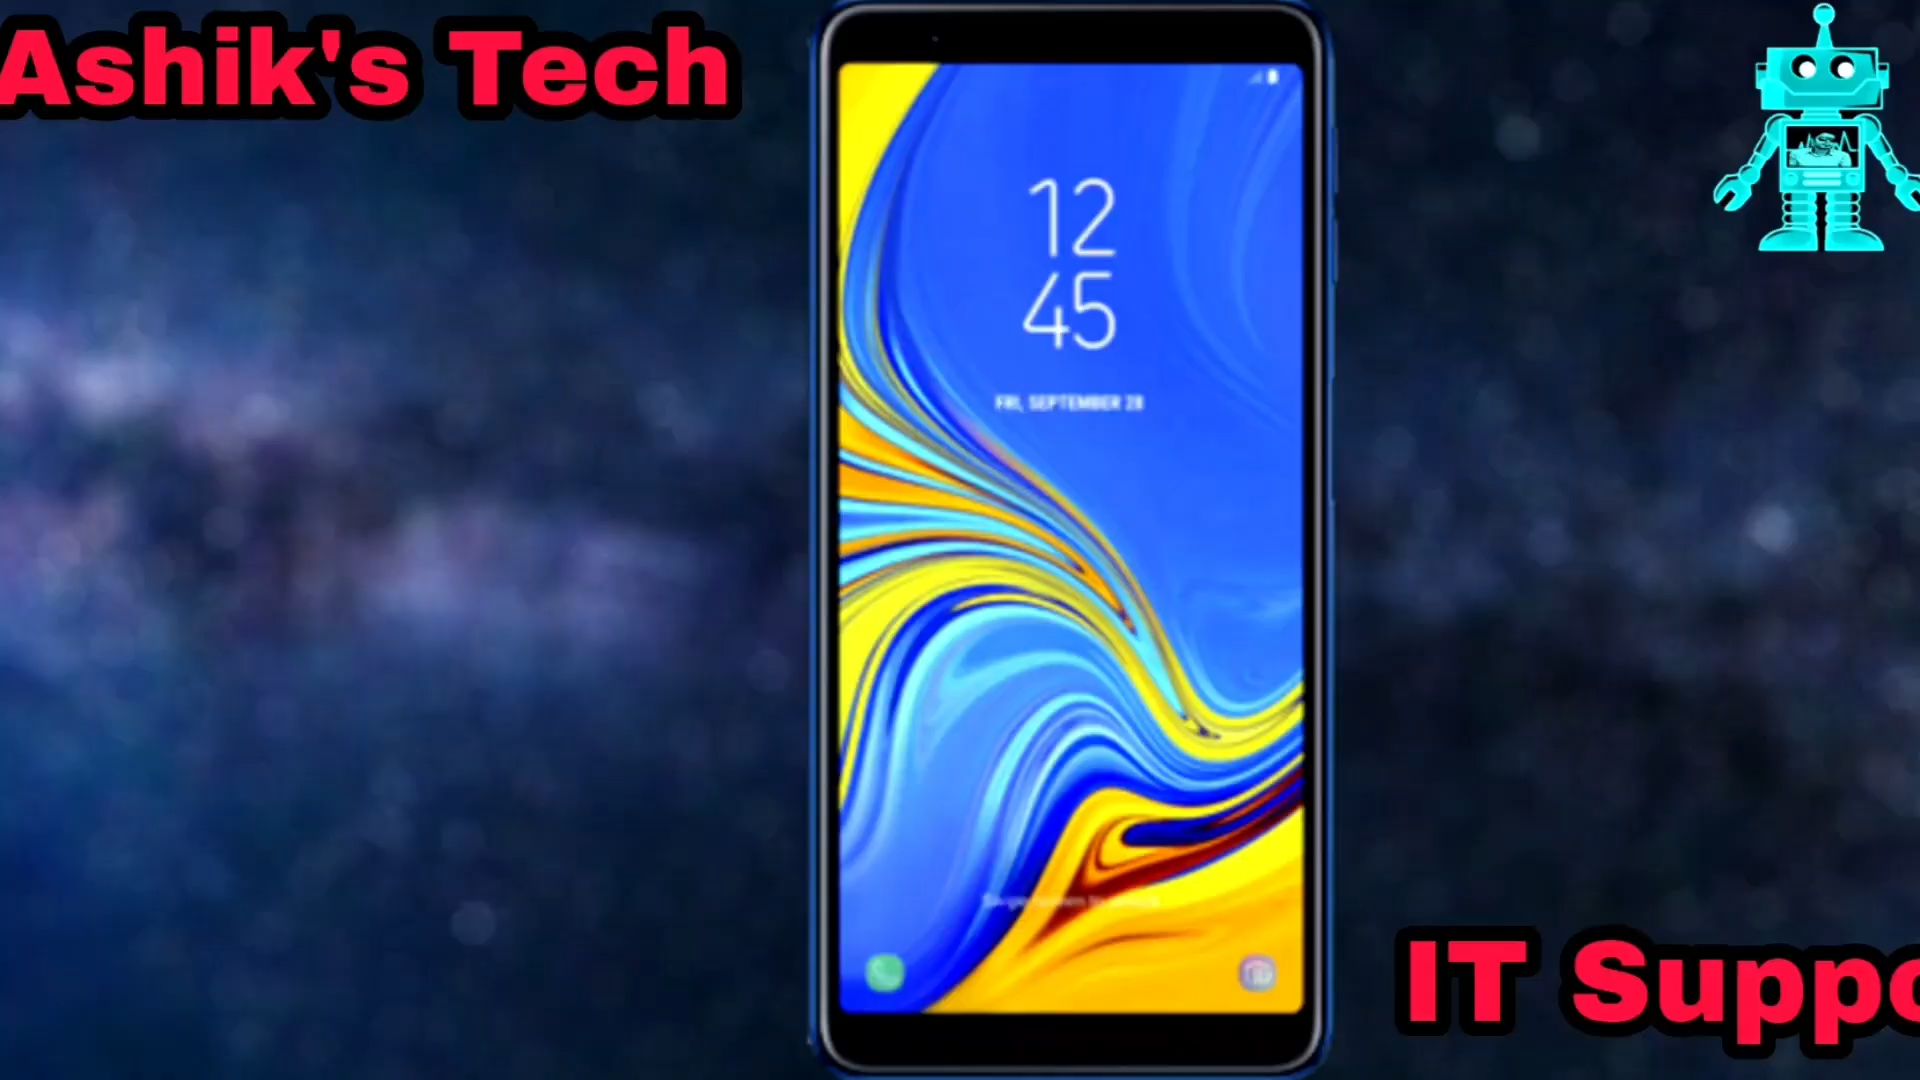 Ashik's Tech
12
45
FRI, SEPTEMBER 28
IT Suppo